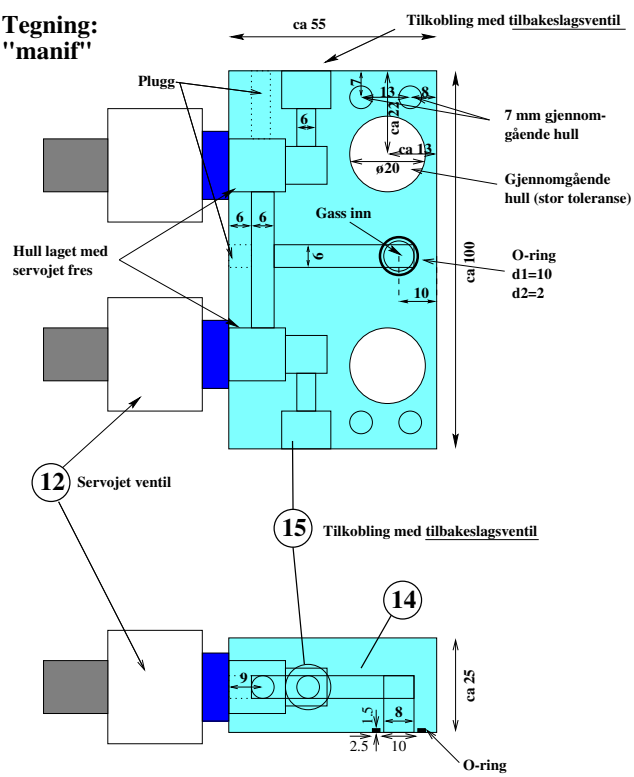 Tegning:
"manif"
ca 55
Tilkobling med tilbakeslagsventil
Plugg
7
13
8
6
ca 22
7 mm gjennom-
gående hull
ca 13
ø20
Gjennomgående
hull (stor toleranse)
6
6
Gass inn
Hull laget med
servojet fres
6
O-ring
d1=10
d2=2
10
ca 100
12
Servojet ventil
15
Tilkobling med tilbakeslagsventil
14
9
ca 25
8
1.5
2.5
10
O-ring